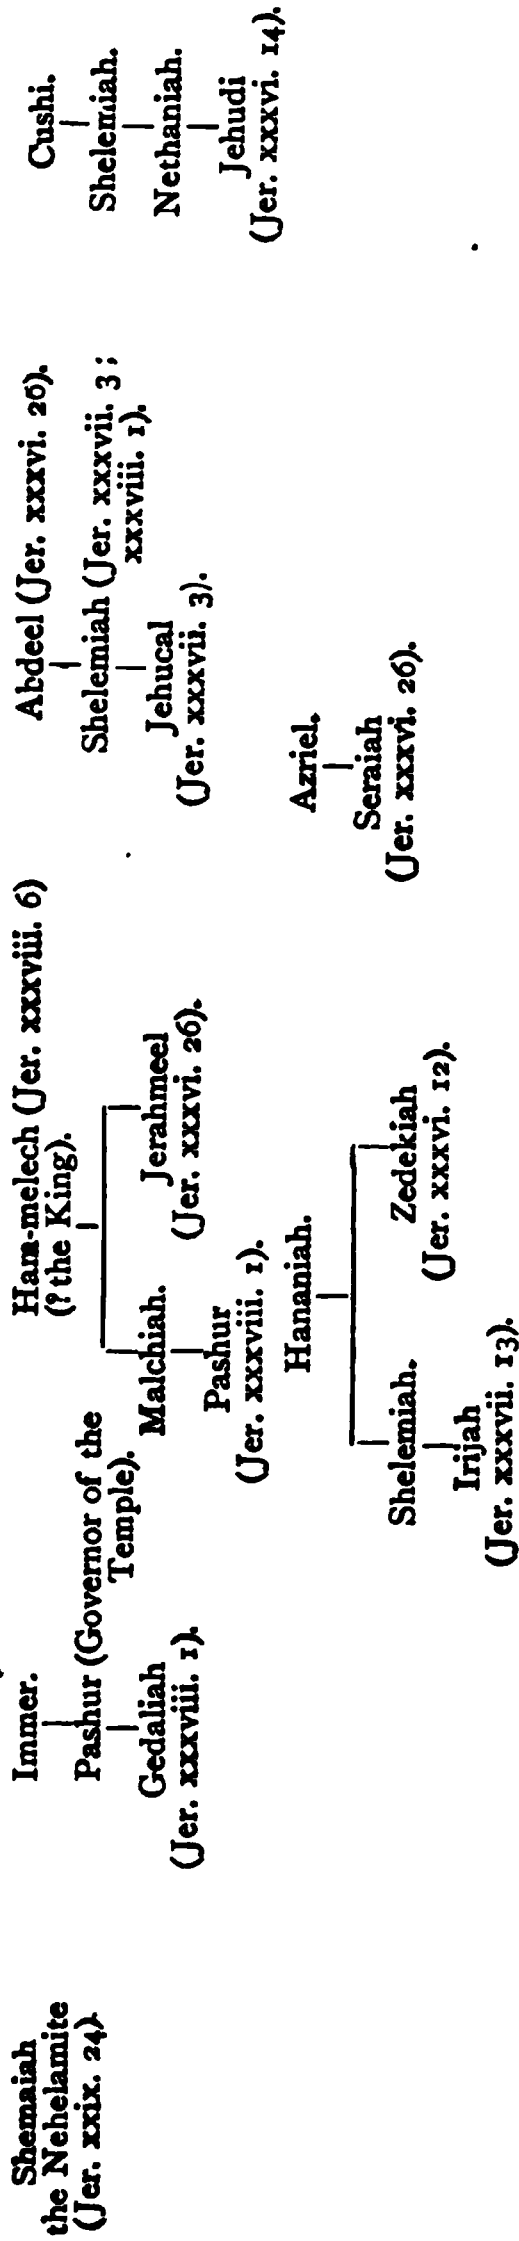 Shemaiah
the Nehelamite
(Jer. xxix. 24).
Immer.
Pashur (Governor of the
Temple).
Gedaliah
(Jer. xxxviii. 1).
Ham-melech (Jer. xxxviii. 6)
(? the King).
Malchiah.
Jerahmeel
(Jer. xxxvi. 26).
Pashur
(Jer. xxxviii. 1).
Abdeel (Jer. xxxvi. 26).
Shelemiah (Jer. xxxvii. 3;
xxxviii. 1).
Jehucal
(Jer. xxxvii. 3).
Cushi.
Shelemiah.
Nethaniah.
Jehudi
(Jer. xxxvi. 14).
Hananiah.
Shelemiah.
Zedekiah
(Jer. xxxvi. 12).
Irijah
(Jer. xxxvii. 13).
Azriel.
Seraiah
(Jer. xxxvi. 26).